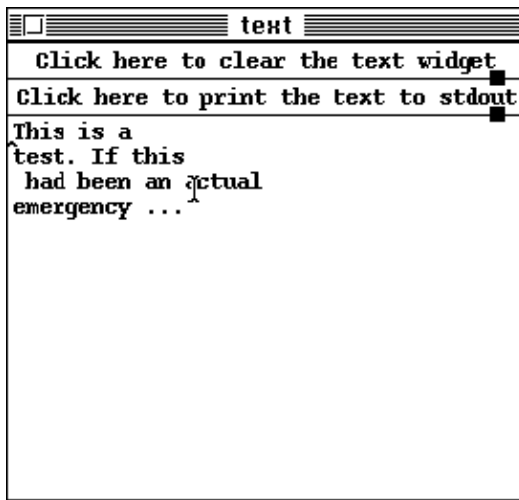 text
Click here to clear the text widget
Click here to print the text to stdout
This is a
test. If this
 had been an actual
emergency ...